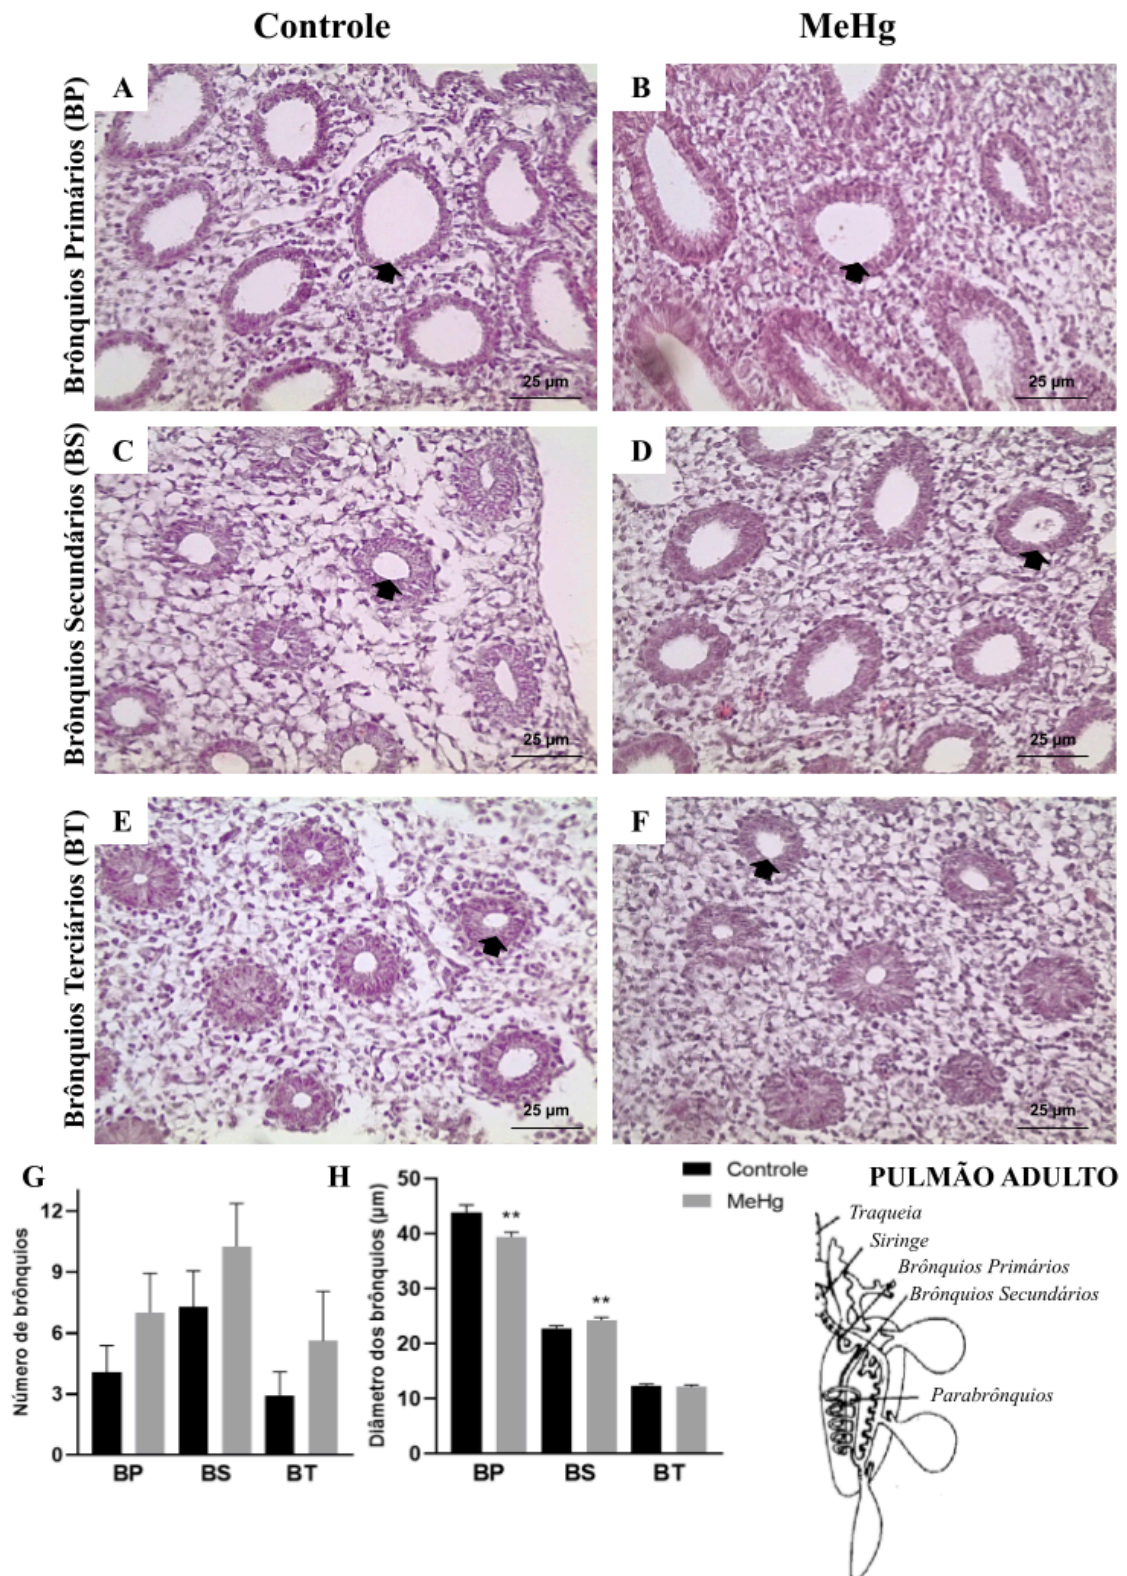 Controle
MeHg
Brônquios Primários (BP)
A
25 µm
B
25 µm
Brônquios Secundários (BS)
C
25 µm
D
25 µm
Brônquios Terciários (BT)
E
25 µm
F
25 µm
G
Número de brônquios
12
9
6
3
0
BP
BS
BT
H
Diâmetro dos brônquios (µm)
50
40
30
20
10
0
**
**
BP
BS
BT
Controle
MeHg
PULMÃO ADULTO
Traqueia
Siringe
Brônquios Primários
Brônquios Secundários
Parabrônquios